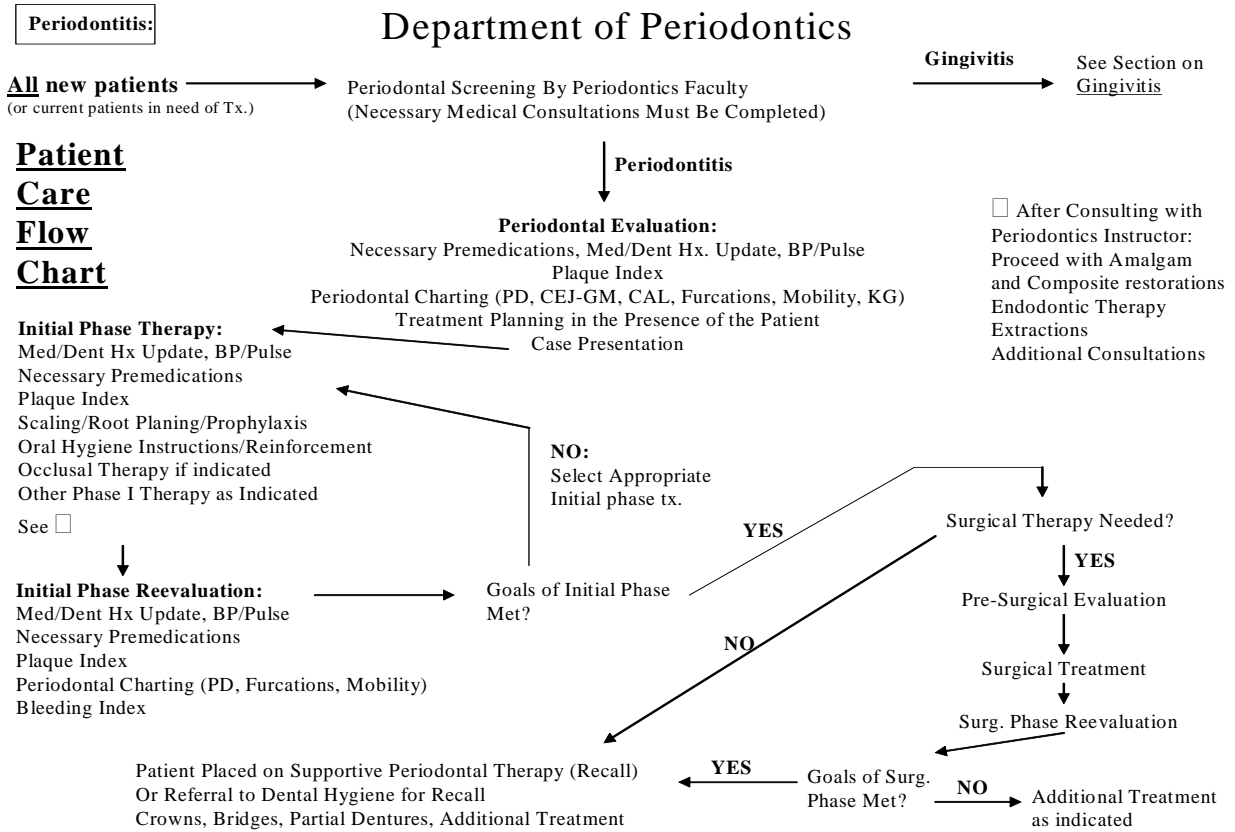 Periodontitis:
Department of Periodontics
All new patients
(or current patients in need of Tx.)
Periodontal Screening By Periodontics Faculty
(Necessary Medical Consultations Must Be Completed)
Gingivitis
See Section on
Gingivitis
Patient
Care
Flow
Chart
Periodontitis
Periodontal Evaluation:
Necessary Premedications, Med/Dent Hx. Update, BP/Pulse
Plaque Index
Periodontal Charting (PD, CEJ-GM, CAL, Furcations, Mobility, KG)
Treatment Planning in the Presence of the Patient
Case Presentation
□ After Consulting with
Periodontics Instructor:
Proceed with Amalgam
and Composite restorations
Endodontic Therapy
Extractions
Additional Consultations
Initial Phase Therapy:
Med/Dent Hx Update, BP/Pulse
Necessary Premedications
Plaque Index
Scaling/Root Planing/Prophylaxis
Oral Hygiene Instructions/Reinforcement
Occlusal Therapy if indicated
Other Phase I Therapy as Indicated
See □
NO:
Select Appropriate
Initial phase tx.
YES
Surgical Therapy Needed?
YES
Initial Phase Reevaluation:
Med/Dent Hx Update, BP/Pulse
Necessary Premedications
Plaque Index
Periodontal Charting (PD, Furcations, Mobility)
Bleeding Index
Goals of Initial Phase
Met?
Pre-Surgical Evaluation
NO
Surgical Treatment
Surg. Phase Reevaluation
Patient Placed on Supportive Periodontal Therapy (Recall)
Or Referral to Dental Hygiene for Recall
Crowns, Bridges, Partial Dentures, Additional Treatment
YES
Goals of Surg.
Phase Met?
NO
Additional Treatment
as indicated